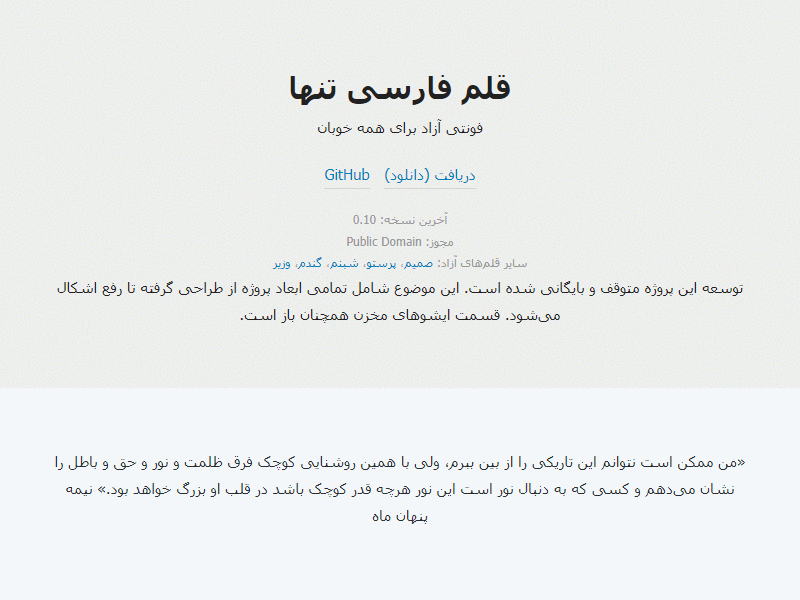 قلم فارسی تنها
فونتی آزاد برای همه خوبان
دریافت (دانلود) GitHub
آخرین نسخه: 0.10
مجوز: Public Domain
سایر قلم‌های آزاد: صمیم، پرستو، شبنم، گندم، وزیر
توسعه این پروژه متوقف و بایگانی شده است. این موضوع شامل تمامی ابعاد پروژه از طراحی گرفته تا رفع اشکال
می‌شود. قسمت ایشوهای مخزن همچنان باز است.
«من ممکن است نتوانم این تاریکی را از بین ببرم، ولی با همین روشنایی کوچک فرق ظلمت و نور و حق و باطل را
نشان می‌دهم و کسی که به دنبال نور است این نور هرچه قدر کوچک باشد در قلب او بزرگ خواهد بود.» نیمه
پنهان ماه